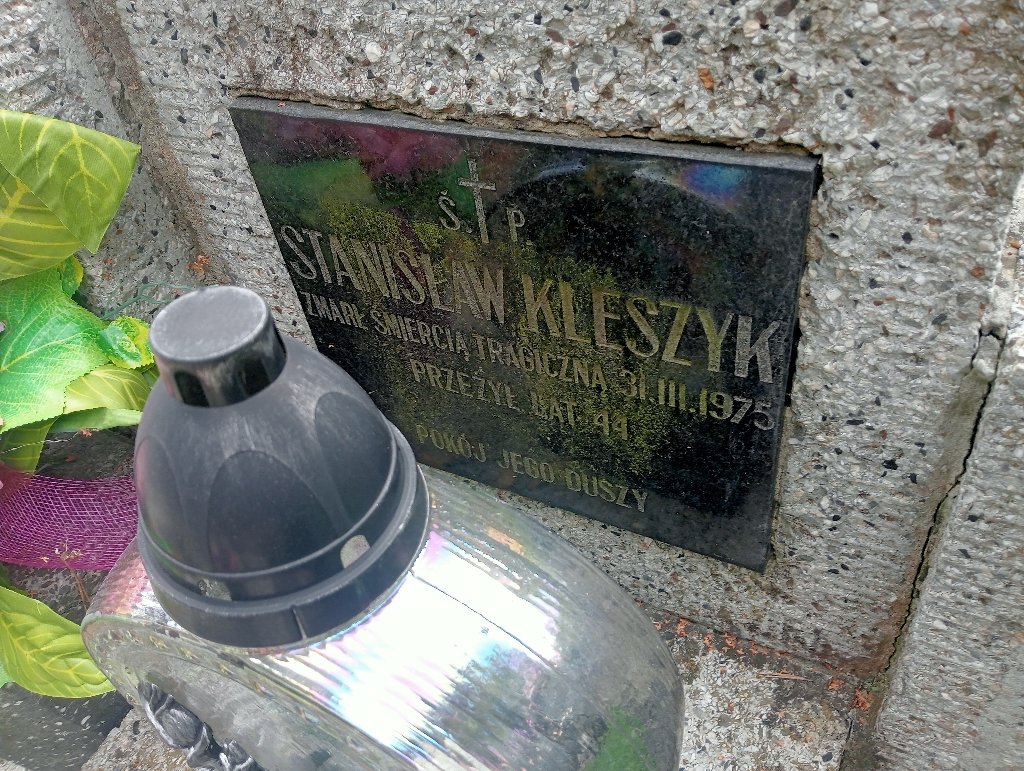 Ś. P.
STANISŁAW KLESZYK
ZMARŁ ŚMIERCIĄ TRAGICZNĄ 31.III.1975
PRZEŻYŁ LAT 44
POKÓJ JEGO DUSZY